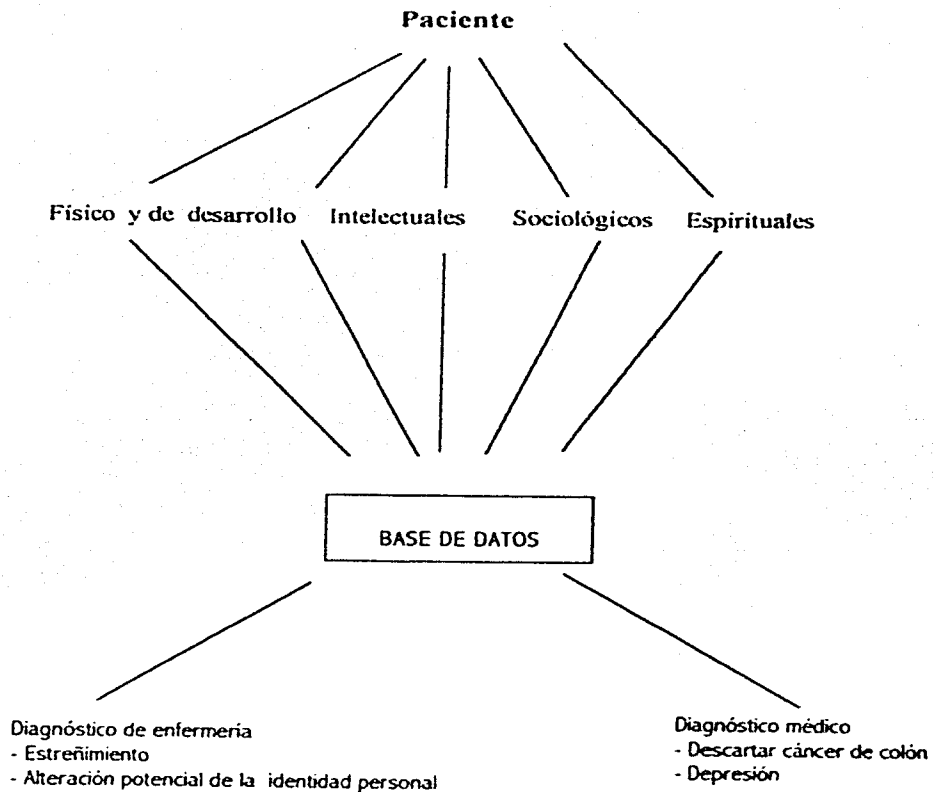 Paciente
Físico y de desarrollo Intelectuales Sociológicos Espirituales
BASE DE DATOS
Diagnóstico de enfermería
- Estreñimiento
- Alteración potencial de la identidad personal
Diagnóstico médico
- Descartar cáncer de colón
- Depresión